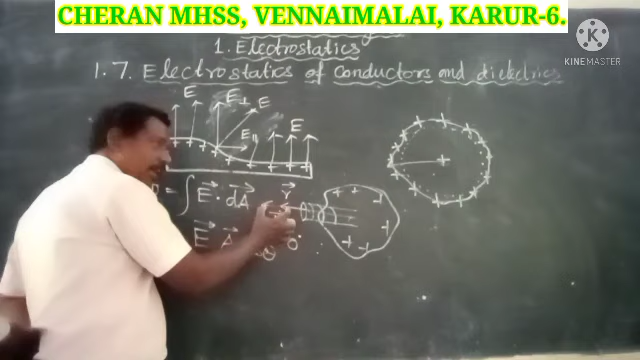 CHERAN MHSS, VENNAIMALAI, KARUR-6.
KINEMASTER
1. Electrostatics
1.7. Electrostatics of conductors and dielectrics
E E⊥ E
E|| E
= ∫ E⃗ . dA⃗
E⃗ A⃗